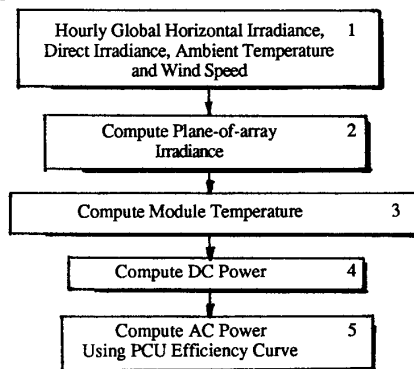 Hourly Global Horizontal Irradiance, 1
Direct Irradiance, Ambient Temperature
and Wind Speed
Compute Plane-of-array 2
Irradiance
Compute Module Temperature 3
Compute DC Power 4
Compute AC Power 5
Using PCU Efficiency Curve